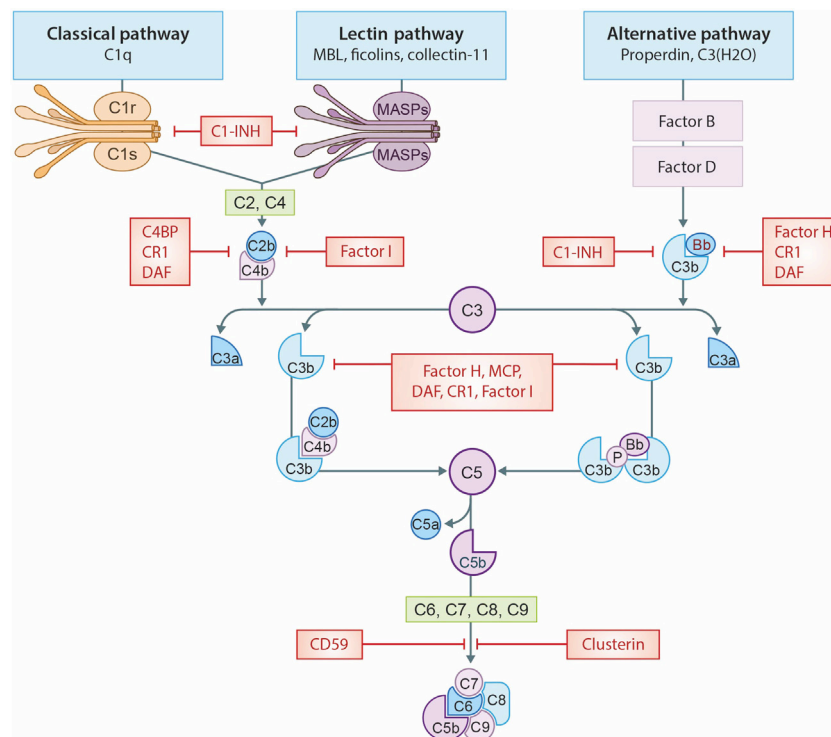 Classical pathway
C1q
Lectin pathway
MBL, ficolins, collectin-11
Alternative pathway
Properdin, C3(H2O)
C1r
C1s
C1-INH
MASPs
MASPs
Factor B
Factor D
C2, C4
C4BP
CR1
DAF
C2b
C4b
Factor I
C1-INH
Bb
C3b
Factor H
CR1
DAF
C3
C3a
C3b
Factor H, MCP,
DAF, CR1, Factor I
C3b
C3a
C2b
C4b
C3b
C5
Bb
P
C3b
C3b
C5a
C5b
C6, C7, C8, C9
CD59
Clusterin
C7
C6
C8
C5b
C9